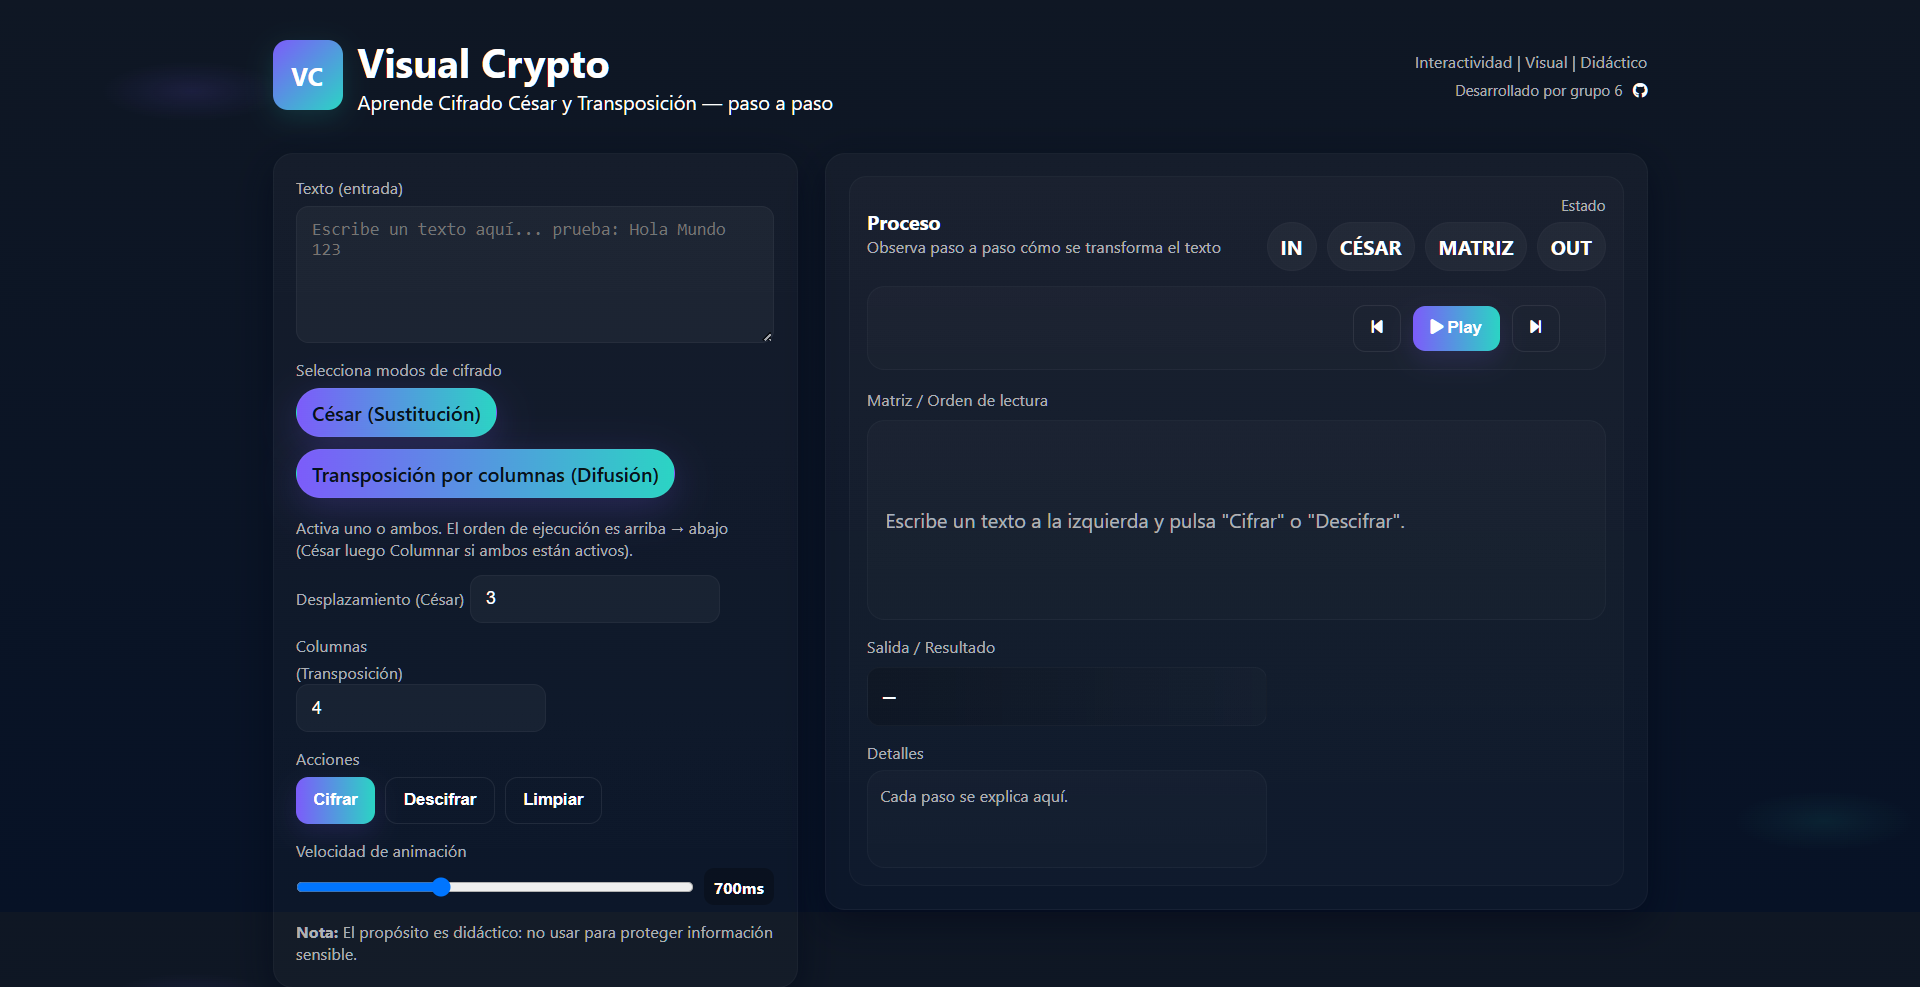 VC
Visual Crypto
Aprende Cifrado César y Transposición — paso a paso
Interactividad | Visual | Didáctico
Desarrollado por grupo 6
Texto (entrada)
Escribe un texto aquí... prueba: Hola Mundo
123
Selecciona modos de cifrado
César (Sustitución)
Transposición por columnas (Difusión)
Activa uno o ambos. El orden de ejecución es arriba → abajo
(César luego Columnar si ambos están activos).
Desplazamiento (César)
3
Columnas
(Transposición)
4
Acciones
Cifrar
Descifrar
Limpiar
Velocidad de animación
700ms
Nota: El propósito es didáctico: no usar para proteger información
sensible.
Proceso
Observa paso a paso cómo se transforma el texto
Estado
IN
CÉSAR
MATRIZ
OUT
Play
Matriz / Orden de lectura
Escribe un texto a la izquierda y pulsa "Cifrar" o "Descifrar".
Salida / Resultado
—
Detalles
Cada paso se explica aquí.